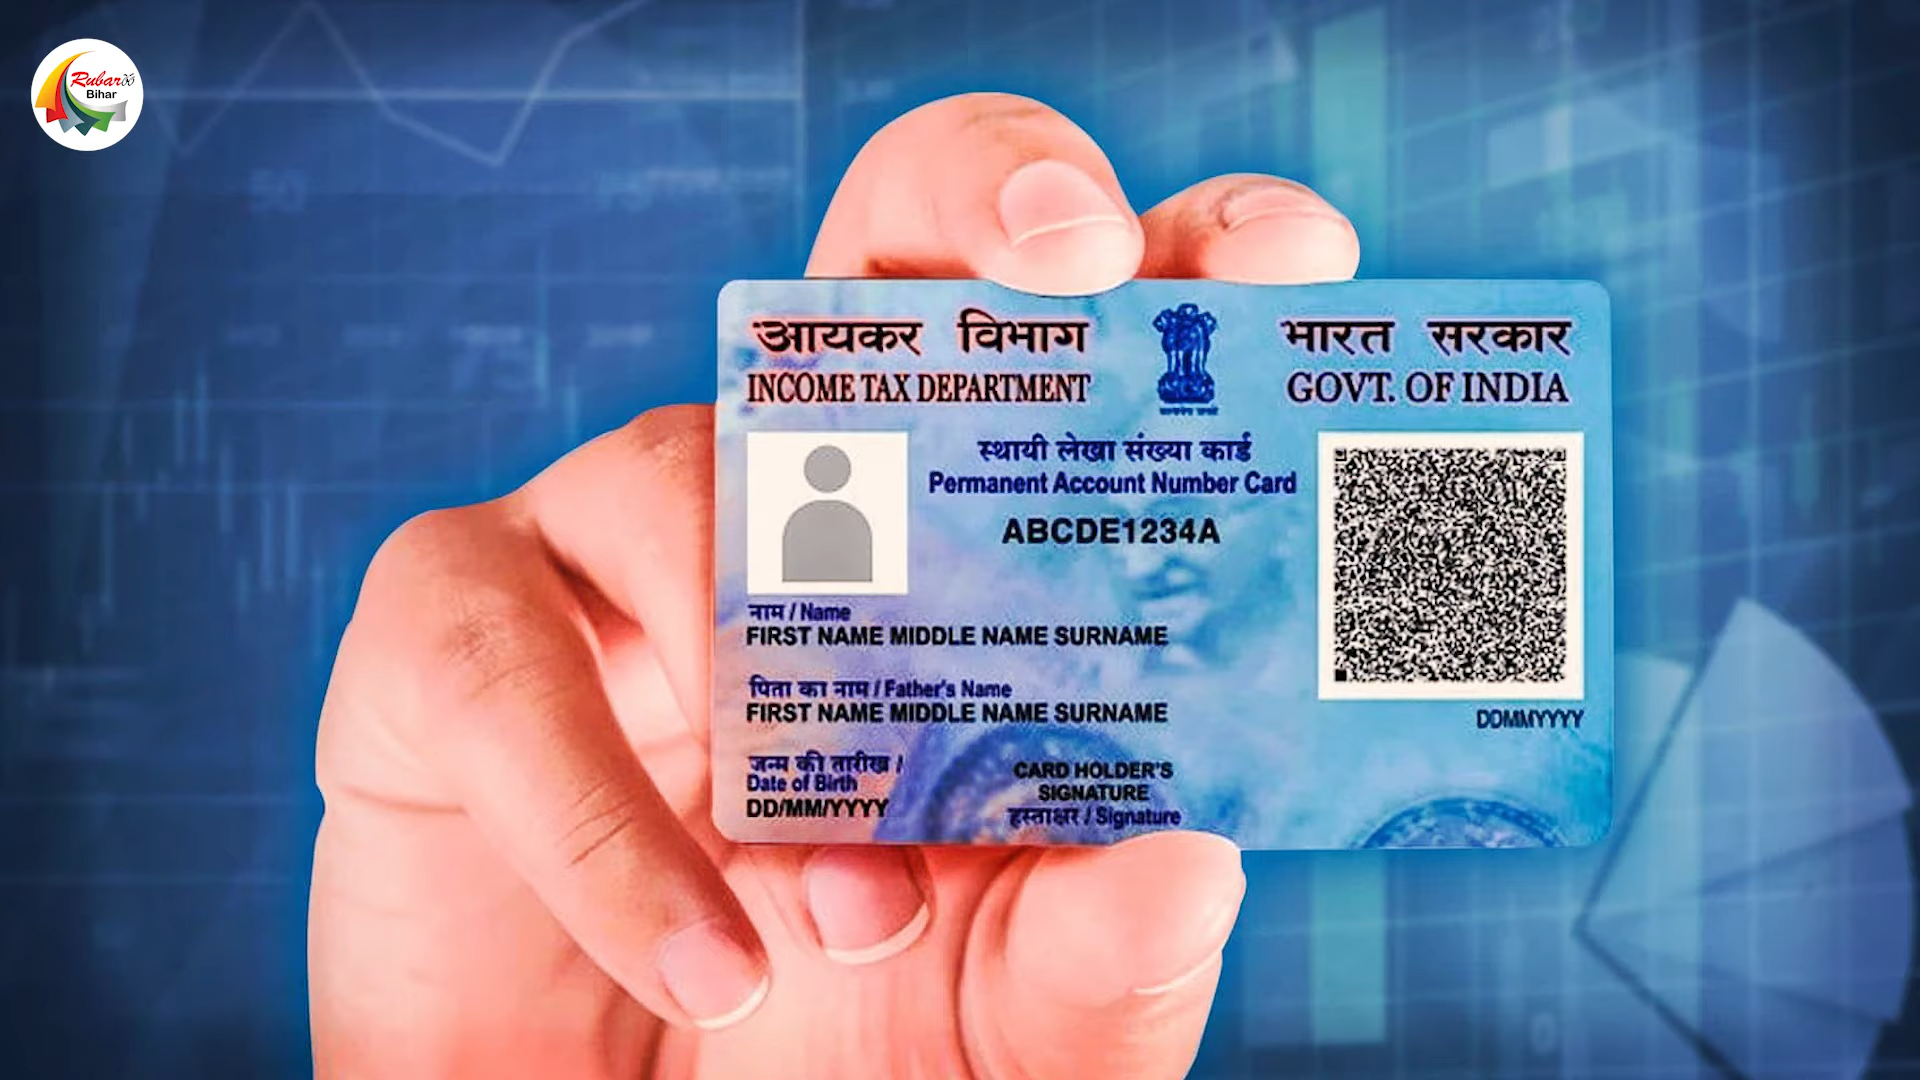 Rubaroo
Bihar
आयकर विभाग
INCOME TAX DEPARTMENT
भारत सरकार
GOVT. OF INDIA
स्थायी लेखा संख्या कार्ड
Permanent Account Number Card
ABCDE1234A
नाम / Name
FIRST NAME MIDDLE NAME SURNAME
पिता का नाम / Father's Name
FIRST NAME MIDDLE NAME SURNAME
जन्म की तारीख /
Date of Birth
DD/MM/YYYY
CARD HOLDER'S
SIGNATURE
हस्ताक्षर / Signature
DDMMYYYY